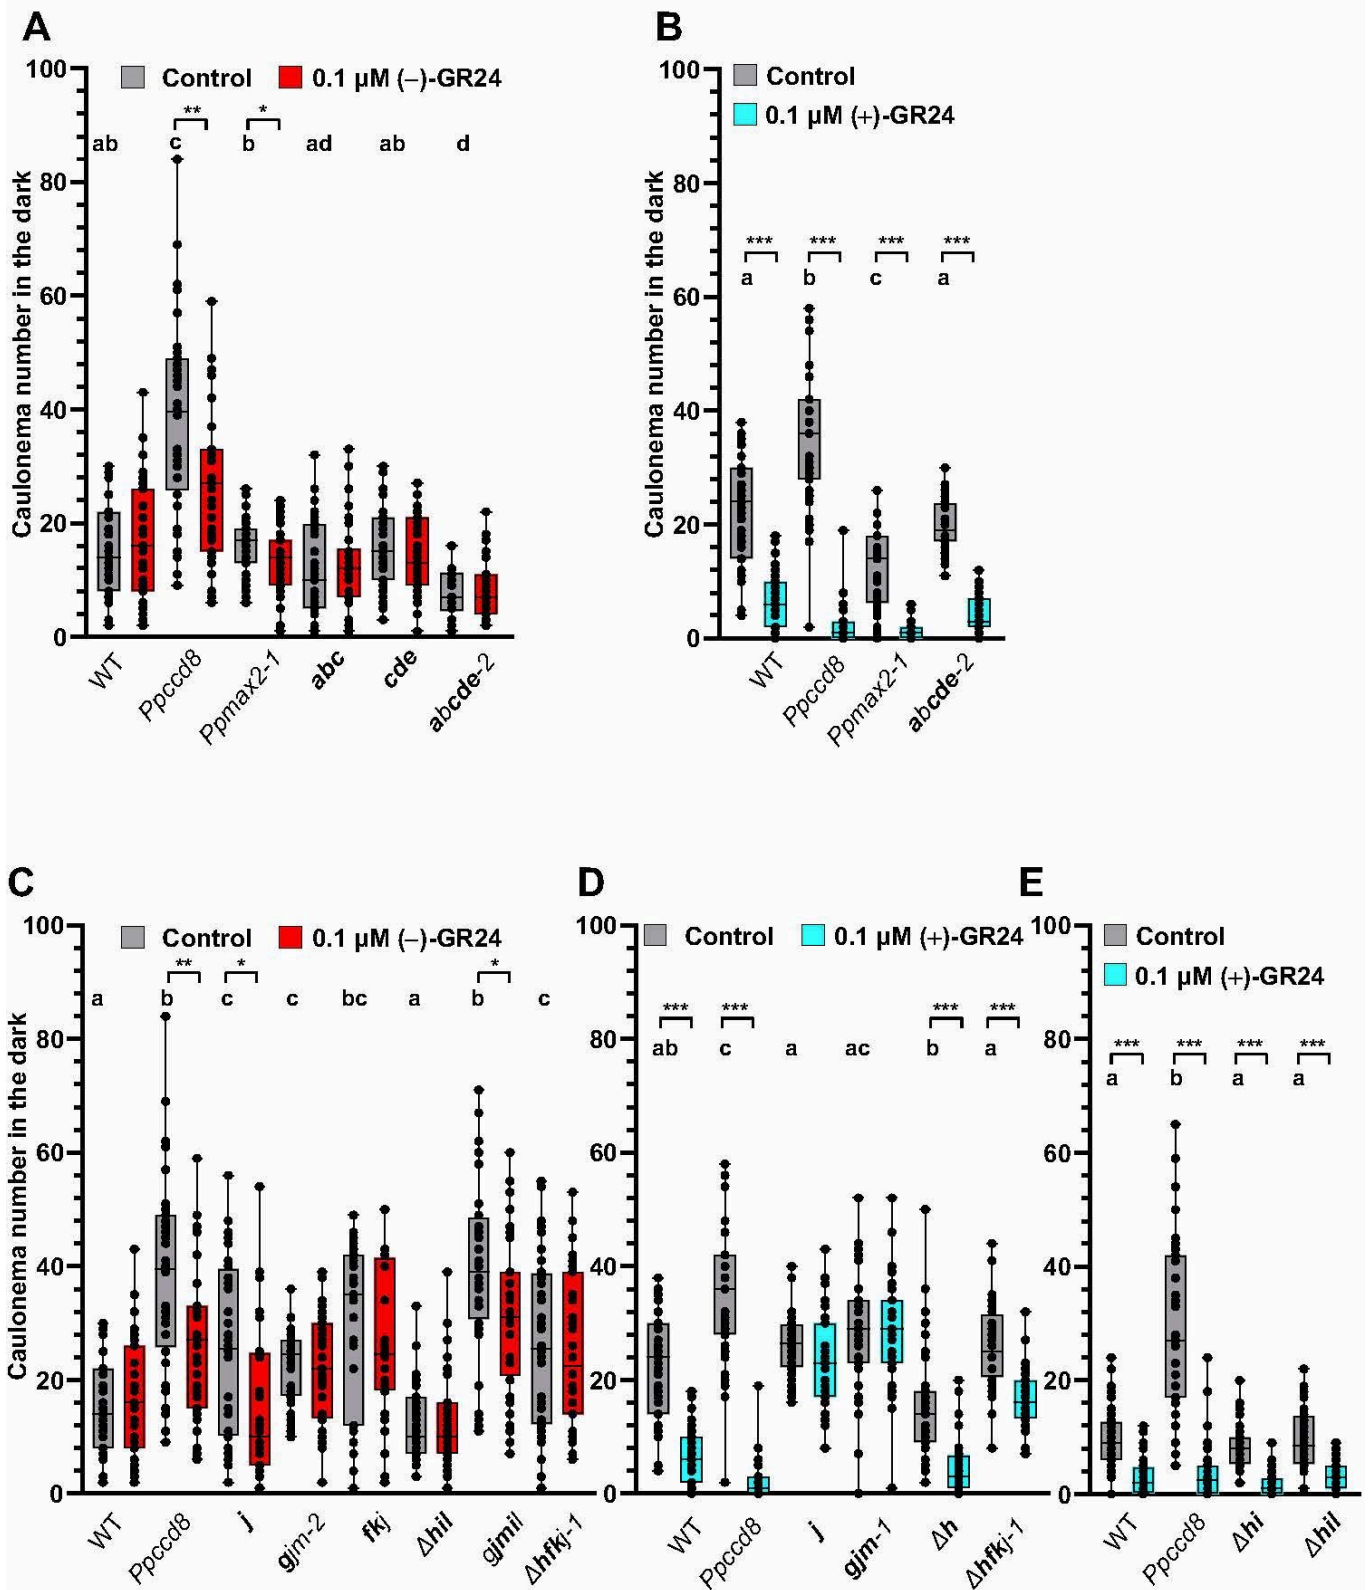 A
B
100
80
60
40
20
0
Caulonema number in the dark
Control 0.1 µM (−)-GR24
** *
ab c b ad ab d
WT Ppccd8 Ppmax2-1 abc cde abcde-2
100
80
60
40
20
0
Caulonema number in the dark
Control
0.1 µM (+)-GR24
*** *** *** ***
a b c a
WT Ppccd8 Ppmax2-1 abcde-2
C
D
E
100
80
60
40
20
0
Caulonema number in the dark
Control 0.1 µM (−)-GR24
** * *
a b c c bc a b c
WT Ppccd8 j gjm-2 fkj Δhil gjmil Δhfkj-1
100
80
60
40
20
0
Control 0.1 µM (+)-GR24
*** *** *** ***
ab c a ac b a
WT Ppccd8 j gjm-1 Δh Δhfkj-1
100
80
60
40
20
0
Control
0.1 µM (+)-GR24
*** *** *** ***
a b a a
WT Ppccd8 Δhi Δhil